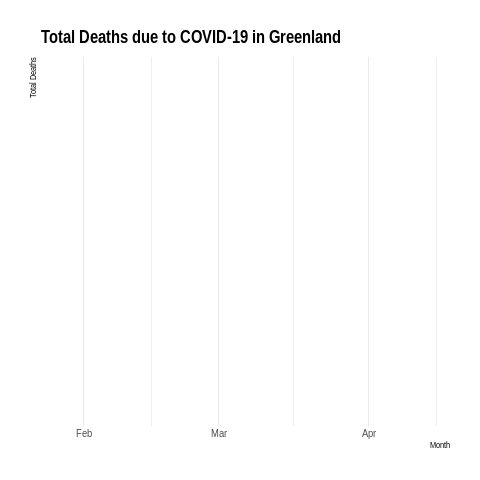 Total Deaths due to COVID-19 in Greenland
Total Deaths
Feb Mar Apr
Month